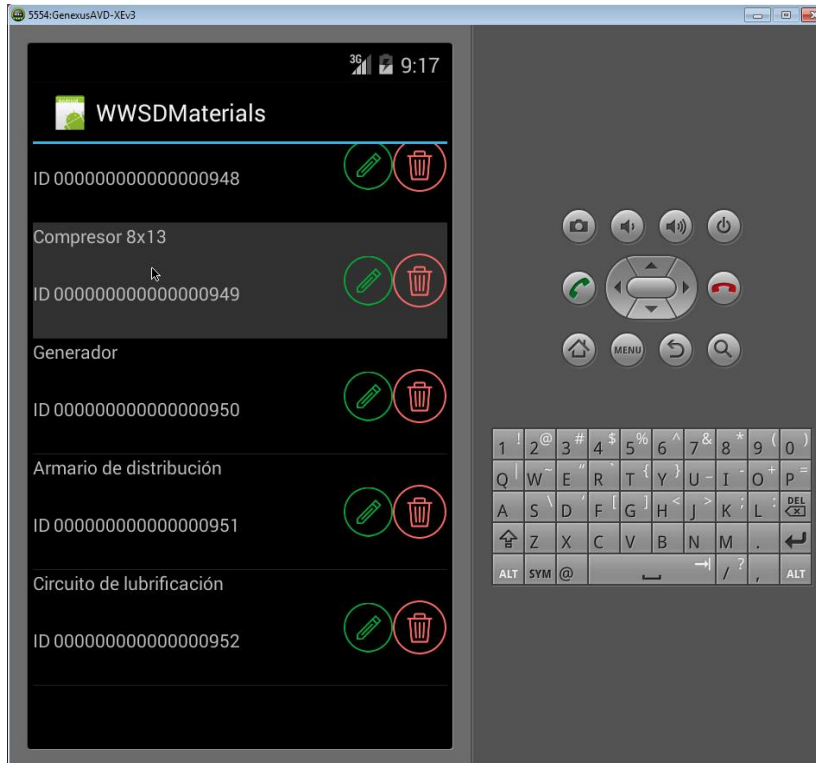 5554:GenexusAVD-XEv3
3G 9:17
WWSDMaterials
ID 000000000000000948
Compresor 8x13
ID 000000000000000949
Generador
ID 000000000000000950
Armario de distribución
ID 000000000000000951
Circuito de lubrificación
ID 000000000000000952
MENU
1 ! 2 @ 3 # 4 $ 5 % 6 ^ 7 & 8 * 9 ( 0 )
Q | W ~ E " R ` T { Y } U - I - O + P =
A S \ D ' F [ G ] H < J > K ; L : DEL
Z X C V B N M .
ALT SYM @ / ? , ALT